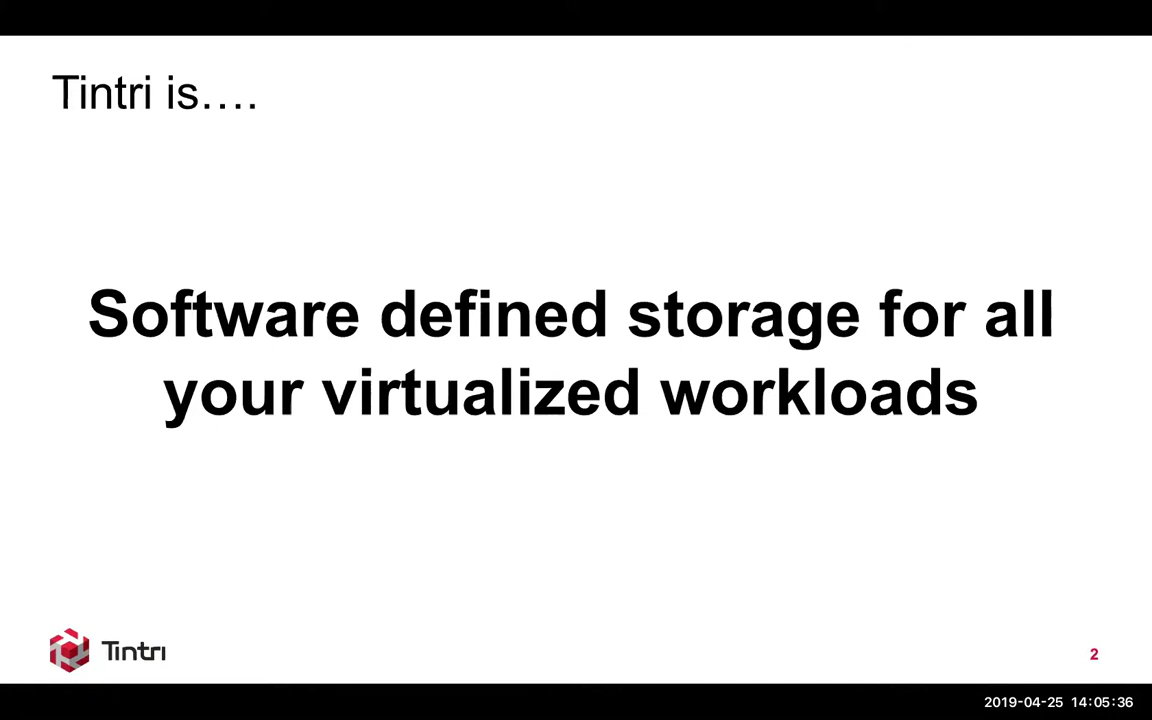 Tintri is….
Software defined storage for all
your virtualized workloads
Tintri
2
2019-04-25 14:05:36